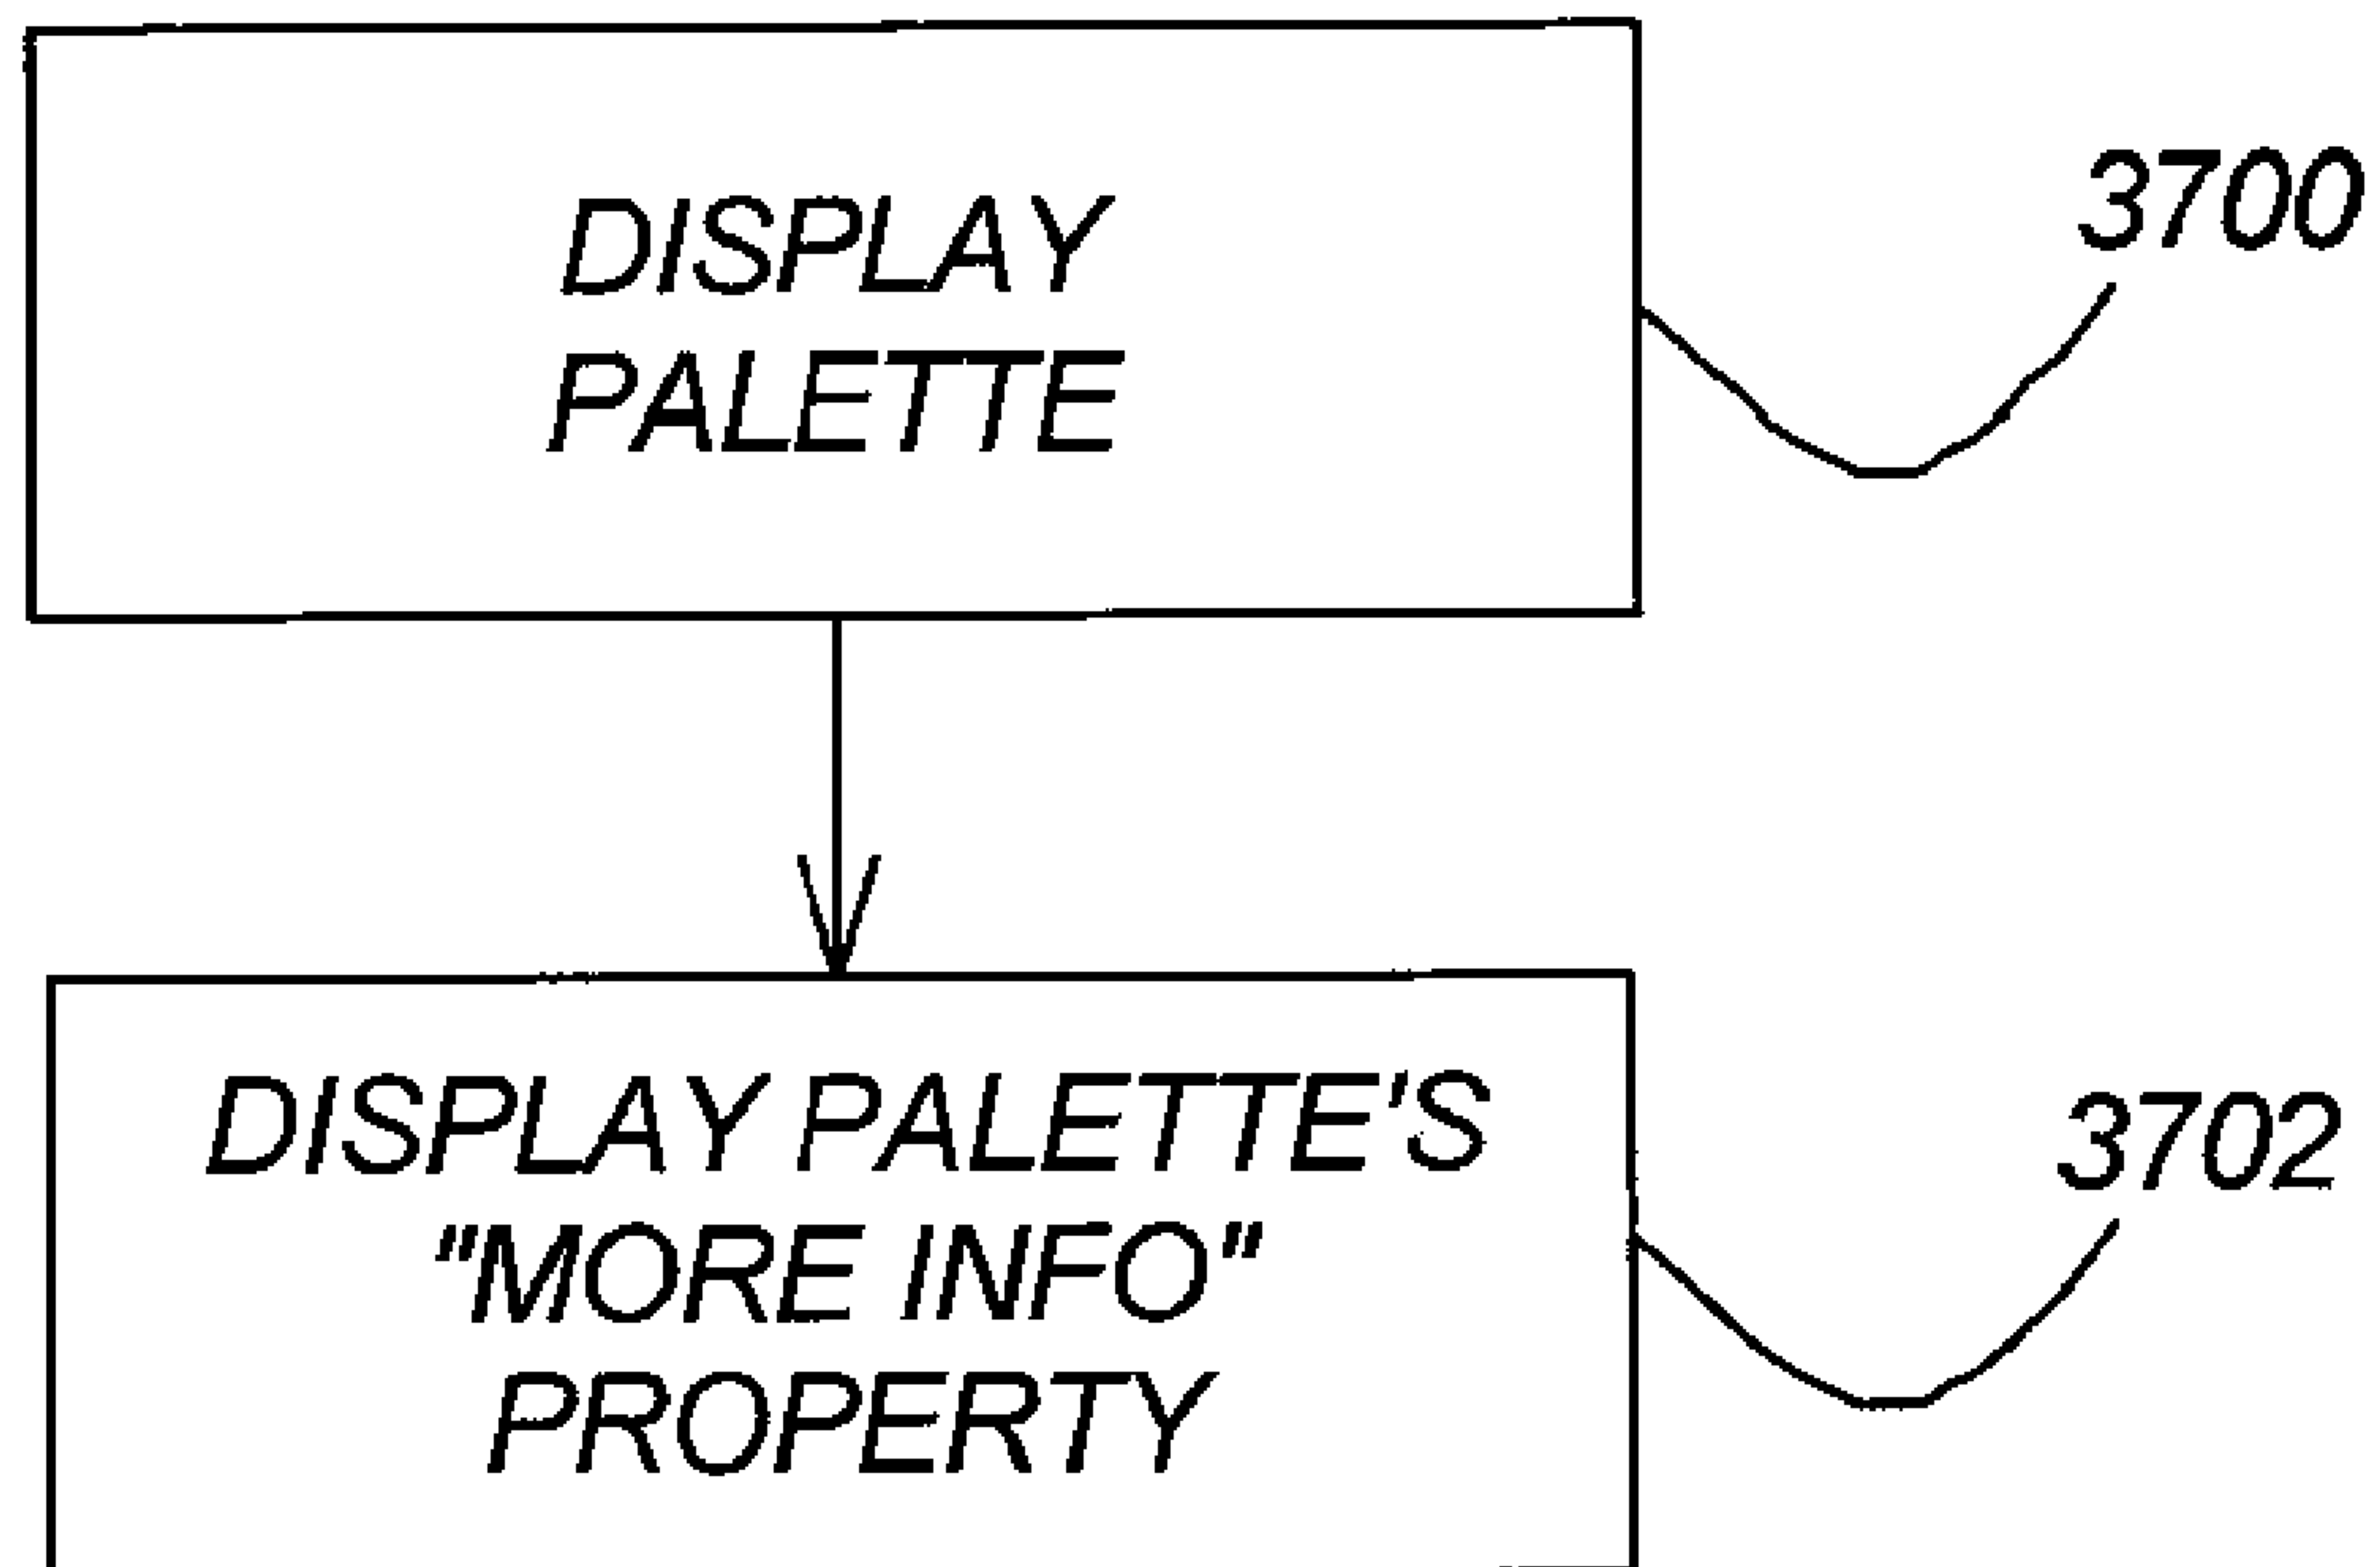 DISPLAY
PALETTE
3700
DISPLAY PALETTE'S
"MORE INFO"
PROPERTY
3702